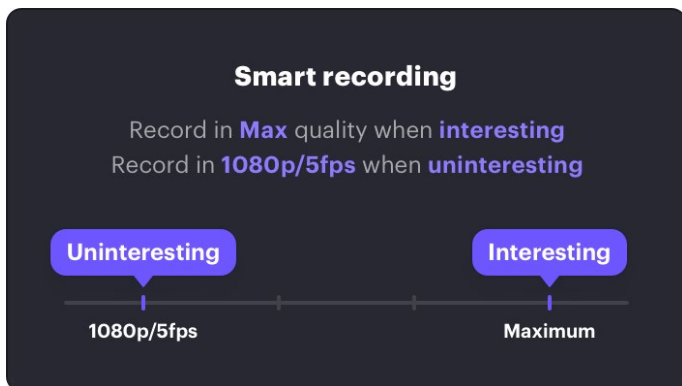 Smart recording
Record in Max quality when interesting
Record in 1080p/5fps when uninteresting
Uninteresting
Interesting
1080p/5fps
Maximum